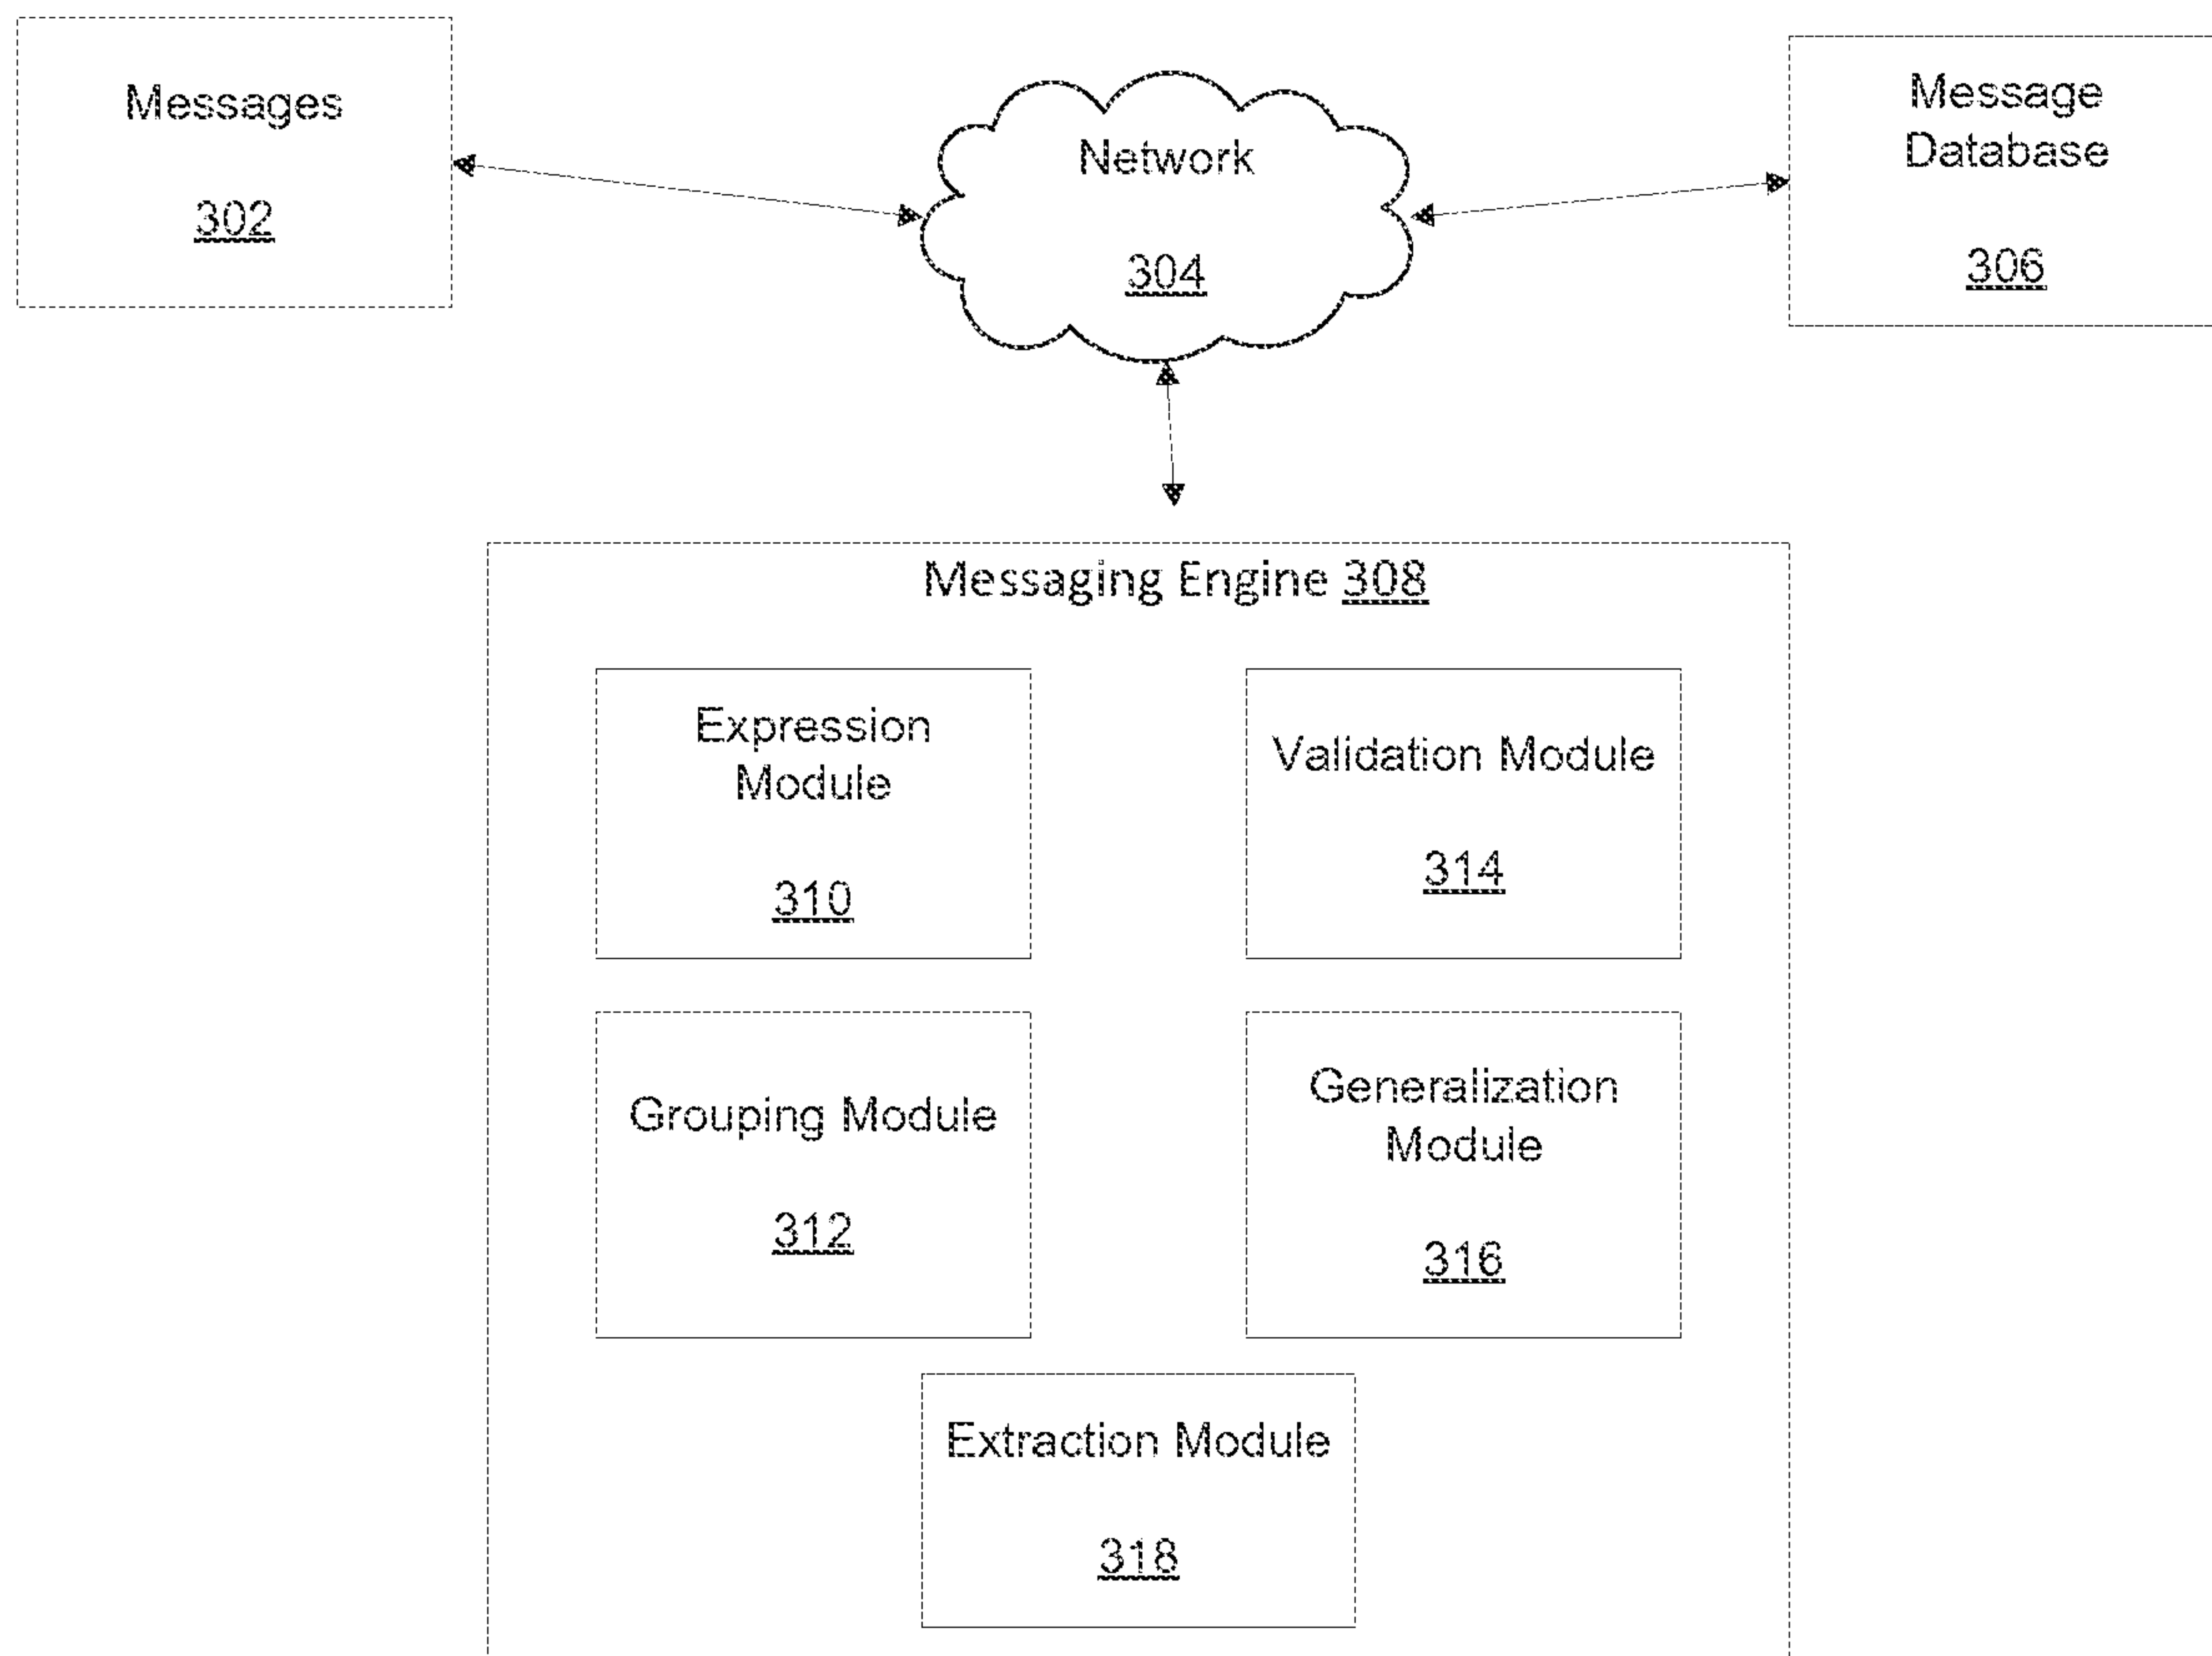 Messages
302
Network
304
Message
Database
306
Messaging Engine 308
Expression
Module
310
Validation Module
314
Grouping Module
312
Generalization
Module
316
Extraction Module
318